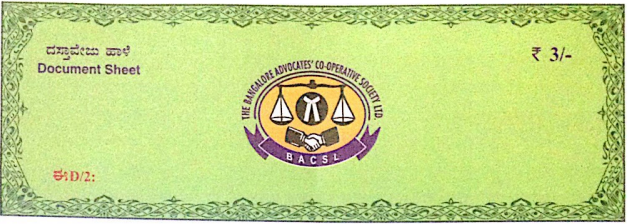 ದಸ್ತಾವೇಜು ಹಾಳೆ
Document Sheet
₹ 3/-
THE BANGALORE ADVOCATES' CO-OPERATIVE SOCIETY LTD.
BACSL
ಈ:D/2: